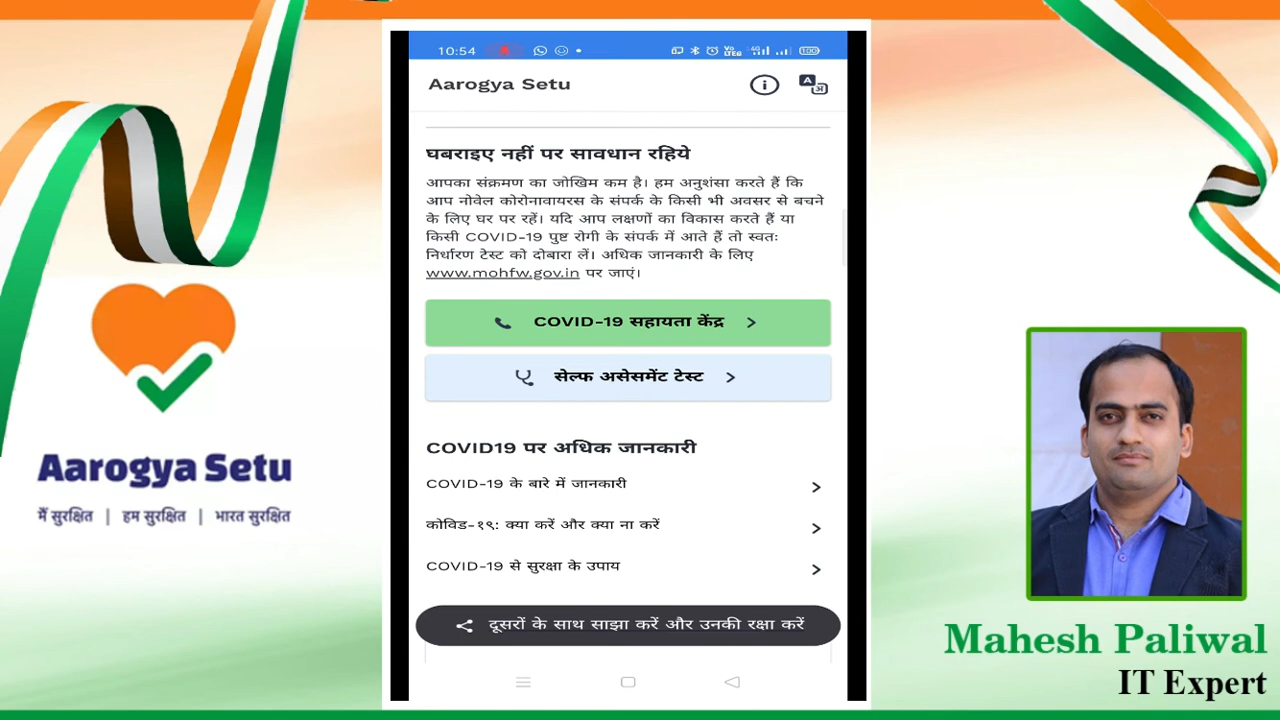 10:54
Aarogya Setu
घबराइए नहीं पर सावधान रहिये
आपका संक्रमण का जोखिम कम है। हम अनुशंसा करते हैं कि
आप नोवेल कोरोनावायरस के संपर्क के किसी भी अवसर से बचने
के लिए घर पर रहें। यदि आप लक्षणों का विकास करते हैं या
किसी COVID-19 पुष्ट रोगी के संपर्क में आते हैं तो स्वतः
निर्धारण टेस्ट को दोबारा लें। अधिक जानकारी के लिए
www.mohfw.gov.in पर जाएं।
COVID-19 सहायता केंद्र
सेल्फ असेसमेंट टेस्ट
COVID19 पर अधिक जानकारी
COVID-19 के बारे में जानकारी
कोविड-१९: क्या करें और क्या ना करें
COVID-19 से सुरक्षा के उपाय
दूसरों के साथ साझा करें और उनकी रक्षा करें
Aarogya Setu
मैं सुरक्षित | हम सुरक्षित | भारत सुरक्षित
Mahesh Paliwal
IT Expert